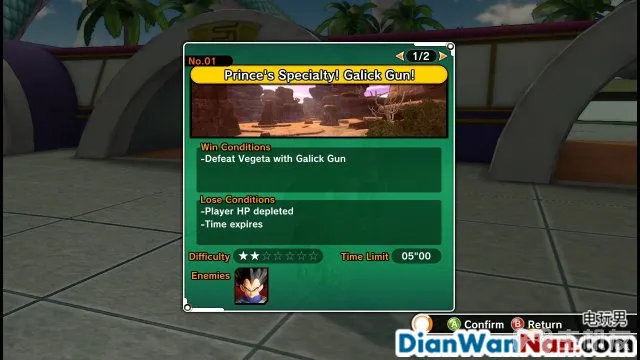 No.01
1/2
Prince's Specialty! Galick Gun!
Win Conditions
-Defeat Vegeta with Galick Gun
Lose Conditions
-Player HP depleted
-Time expires
Difficulty ★★☆☆☆☆☆ Time Limit 05"00
Enemies
A Confirm B Return
电玩男
DianWanNan.com